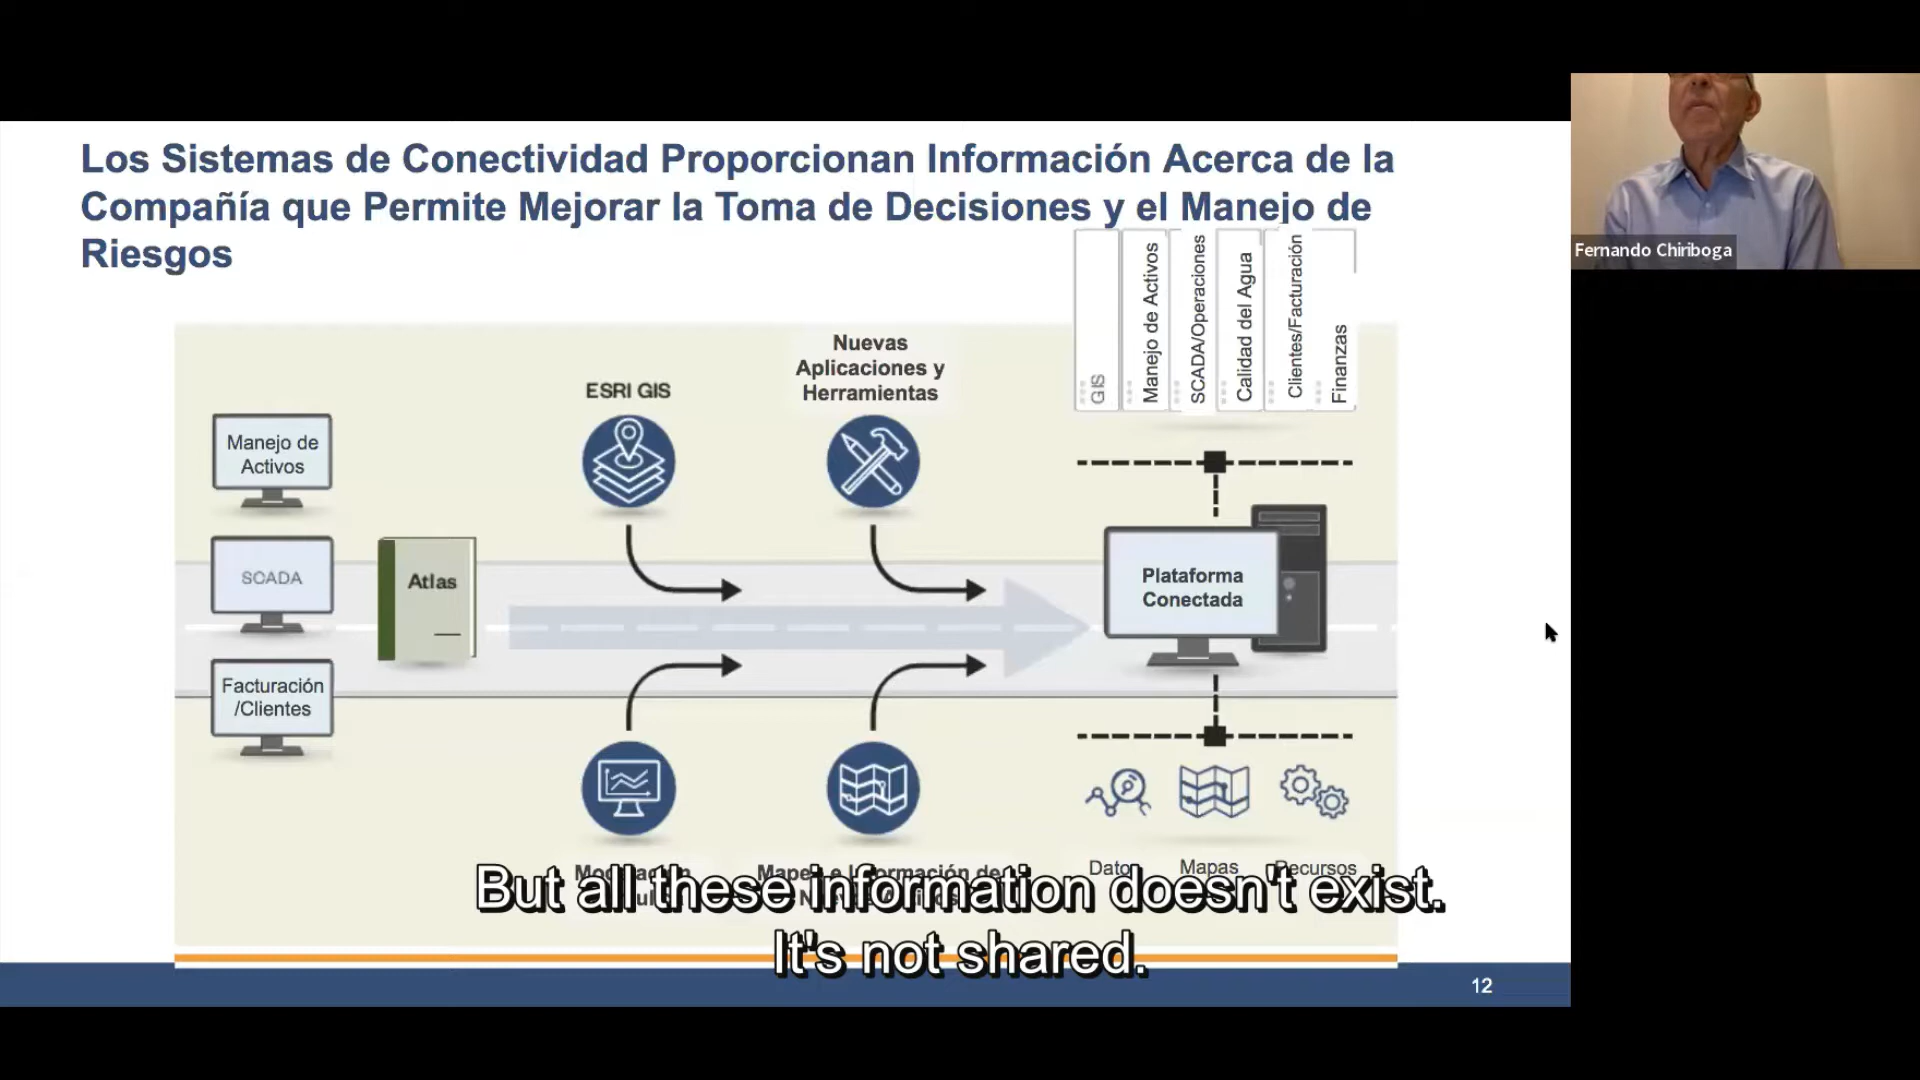 Los Sistemas de Conectividad Proporcionan Información Acerca de la
Compañía que Permite Mejorar la Toma de Decisiones y el Manejo de
Riesgos
Fernando Chiriboga
GIS
Manejo de Activos
SCADA/Operaciones
Calidad del Agua
Clientes/Facturación
Finanzas
Nuevas
Aplicaciones y
Herramientas
ESRI GIS
Manejo de
Activos
SCADA
Atlas
Plataforma
Conectada
Facturación
/Clientes
Mapas
Recursos
But all these information doesn't exist.
It's not shared.
12